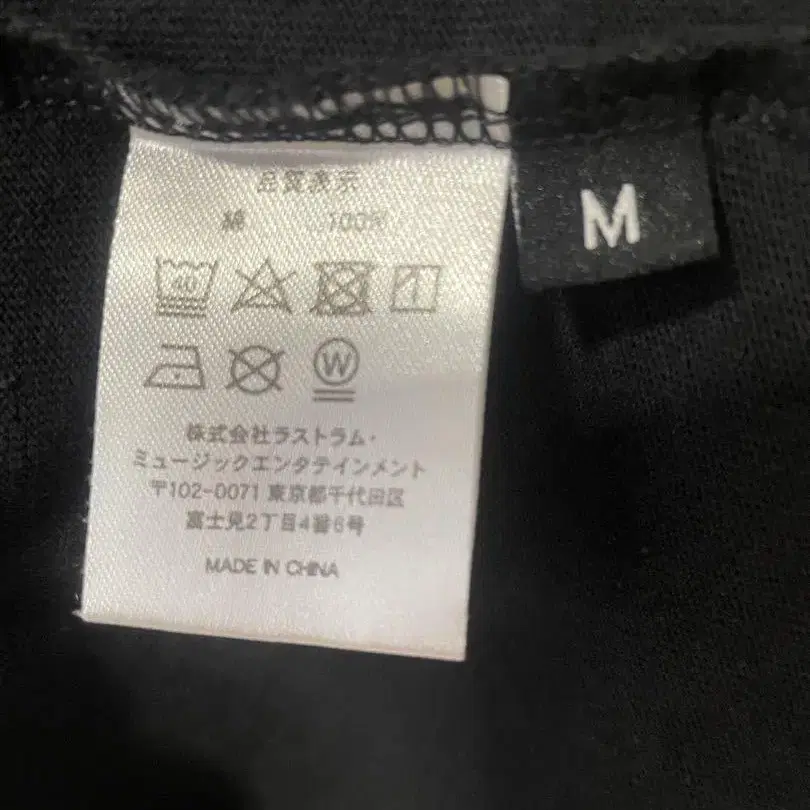 品質表示
綿 100%
40
W
株式会社ラストラム・
ミュージックエンタテインメント
〒102-0071 東京都千代田区
富士見2丁目4番6号
MADE IN CHINA
M